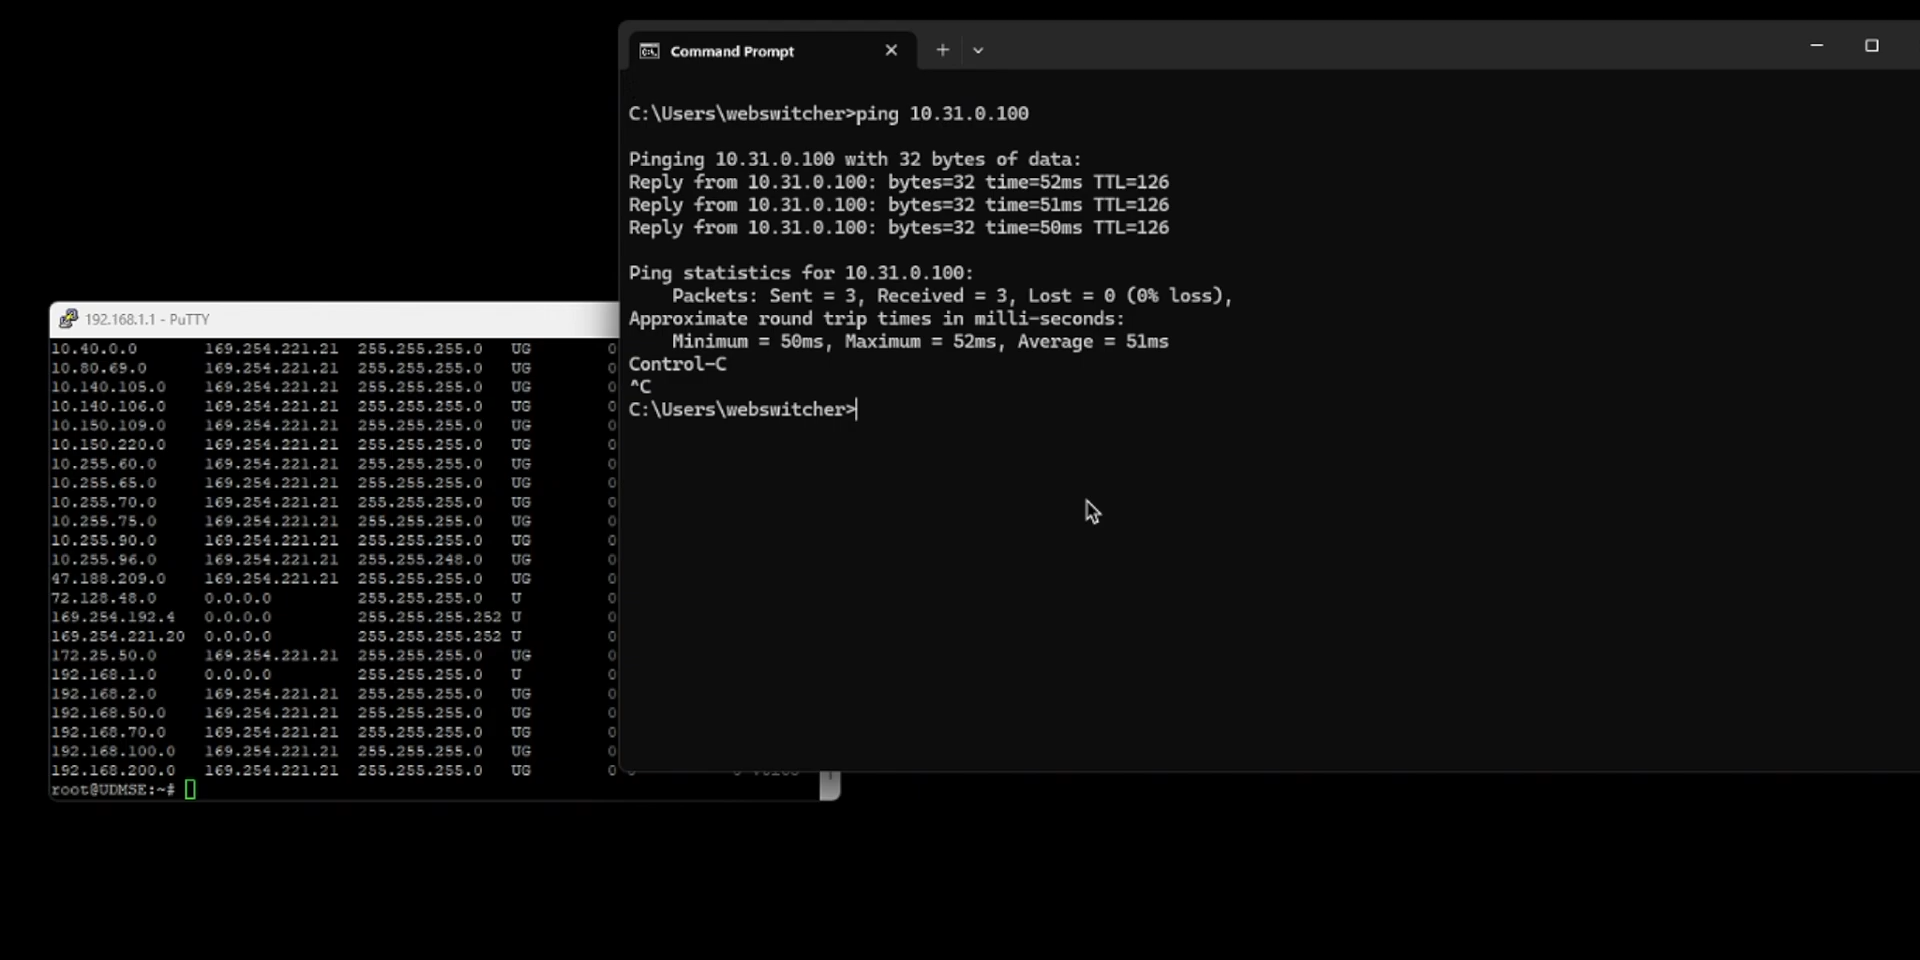 Command Prompt
C:\Users\webswitcher>ping 10.31.0.100
Pinging 10.31.0.100 with 32 bytes of data:
Reply from 10.31.0.100: bytes=32 time=52ms TTL=126
Reply from 10.31.0.100: bytes=32 time=51ms TTL=126
Reply from 10.31.0.100: bytes=32 time=50ms TTL=126
Ping statistics for 10.31.0.100:
Packets: Sent = 3, Received = 3, Lost = 0 (0% loss),
Approximate round trip times in milli-seconds:
Minimum = 50ms, Maximum = 52ms, Average = 51ms
Control-C
^C
C:\Users\webswitcher>
192.168.1.1 - PuTTY
10.40.0.0 169.254.221.21 255.255.255.0 UG 0
10.80.69.0 169.254.221.21 255.255.255.0 UG 0
10.140.105.0 169.254.221.21 255.255.255.0 UG 0
10.140.106.0 169.254.221.21 255.255.255.0 UG 0
10.150.109.0 169.254.221.21 255.255.255.0 UG 0
10.150.220.0 169.254.221.21 255.255.255.0 UG 0
10.255.60.0 169.254.221.21 255.255.255.0 UG 0
10.255.65.0 169.254.221.21 255.255.255.0 UG 0
10.255.70.0 169.254.221.21 255.255.255.0 UG 0
10.255.75.0 169.254.221.21 255.255.255.0 UG 0
10.255.90.0 169.254.221.21 255.255.255.0 UG 0
10.255.96.0 169.254.221.21 255.255.248.0 UG 0
47.188.209.0 169.254.221.21 255.255.255.0 UG 0
72.128.48.0 0.0.0.0 255.255.255.0 U 0
169.254.192.4 0.0.0.0 255.255.255.252 U 0
169.254.221.20 0.0.0.0 255.255.255.252 U 0
172.25.50.0 169.254.221.21 255.255.255.0 UG 0
192.168.1.0 0.0.0.0 255.255.255.0 U 0
192.168.2.0 169.254.221.21 255.255.255.0 UG 0
192.168.50.0 169.254.221.21 255.255.255.0 UG 0
192.168.70.0 169.254.221.21 255.255.255.0 UG 0
192.168.100.0 169.254.221.21 255.255.255.0 UG 0
192.168.200.0 169.254.221.21 255.255.255.0 UG 0
root@UDMSE:~#